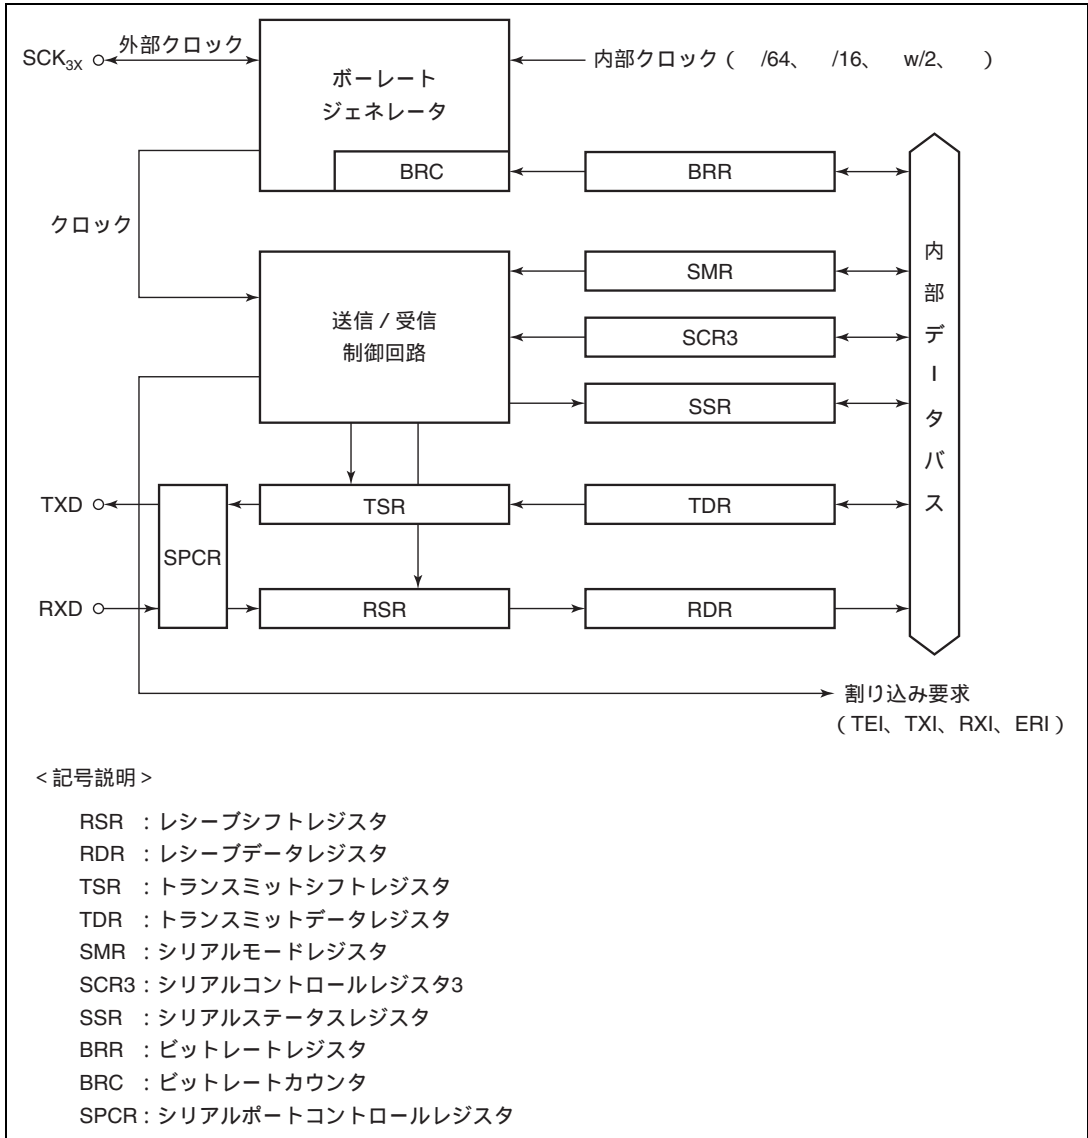 SCK3X
外部クロック
ボーレート
ジェネレータ
内部クロック ( /64、 /16、 w/2、 )
BRC
BRR
クロック
送信 / 受信
制御回路
SMR
SCR3
SSR
内部データバス
TXD
SPCR
TSR
TDR
RXD
RSR
RDR
割り込み要求
( TEI、TXI、RXI、ERI )
<記号説明>
RSR : レシーブシフトレジスタ
RDR : レシーブデータレジスタ
TSR : トランスミットシフトレジスタ
TDR : トランスミットデータレジスタ
SMR : シリアルモードレジスタ
SCR3 : シリアルコントロールレジスタ3
SSR : シリアルステータスレジスタ
BRR : ビットレートレジスタ
BRC : ビットレートカウンタ
SPCR : シリアルポートコントロールレジスタ